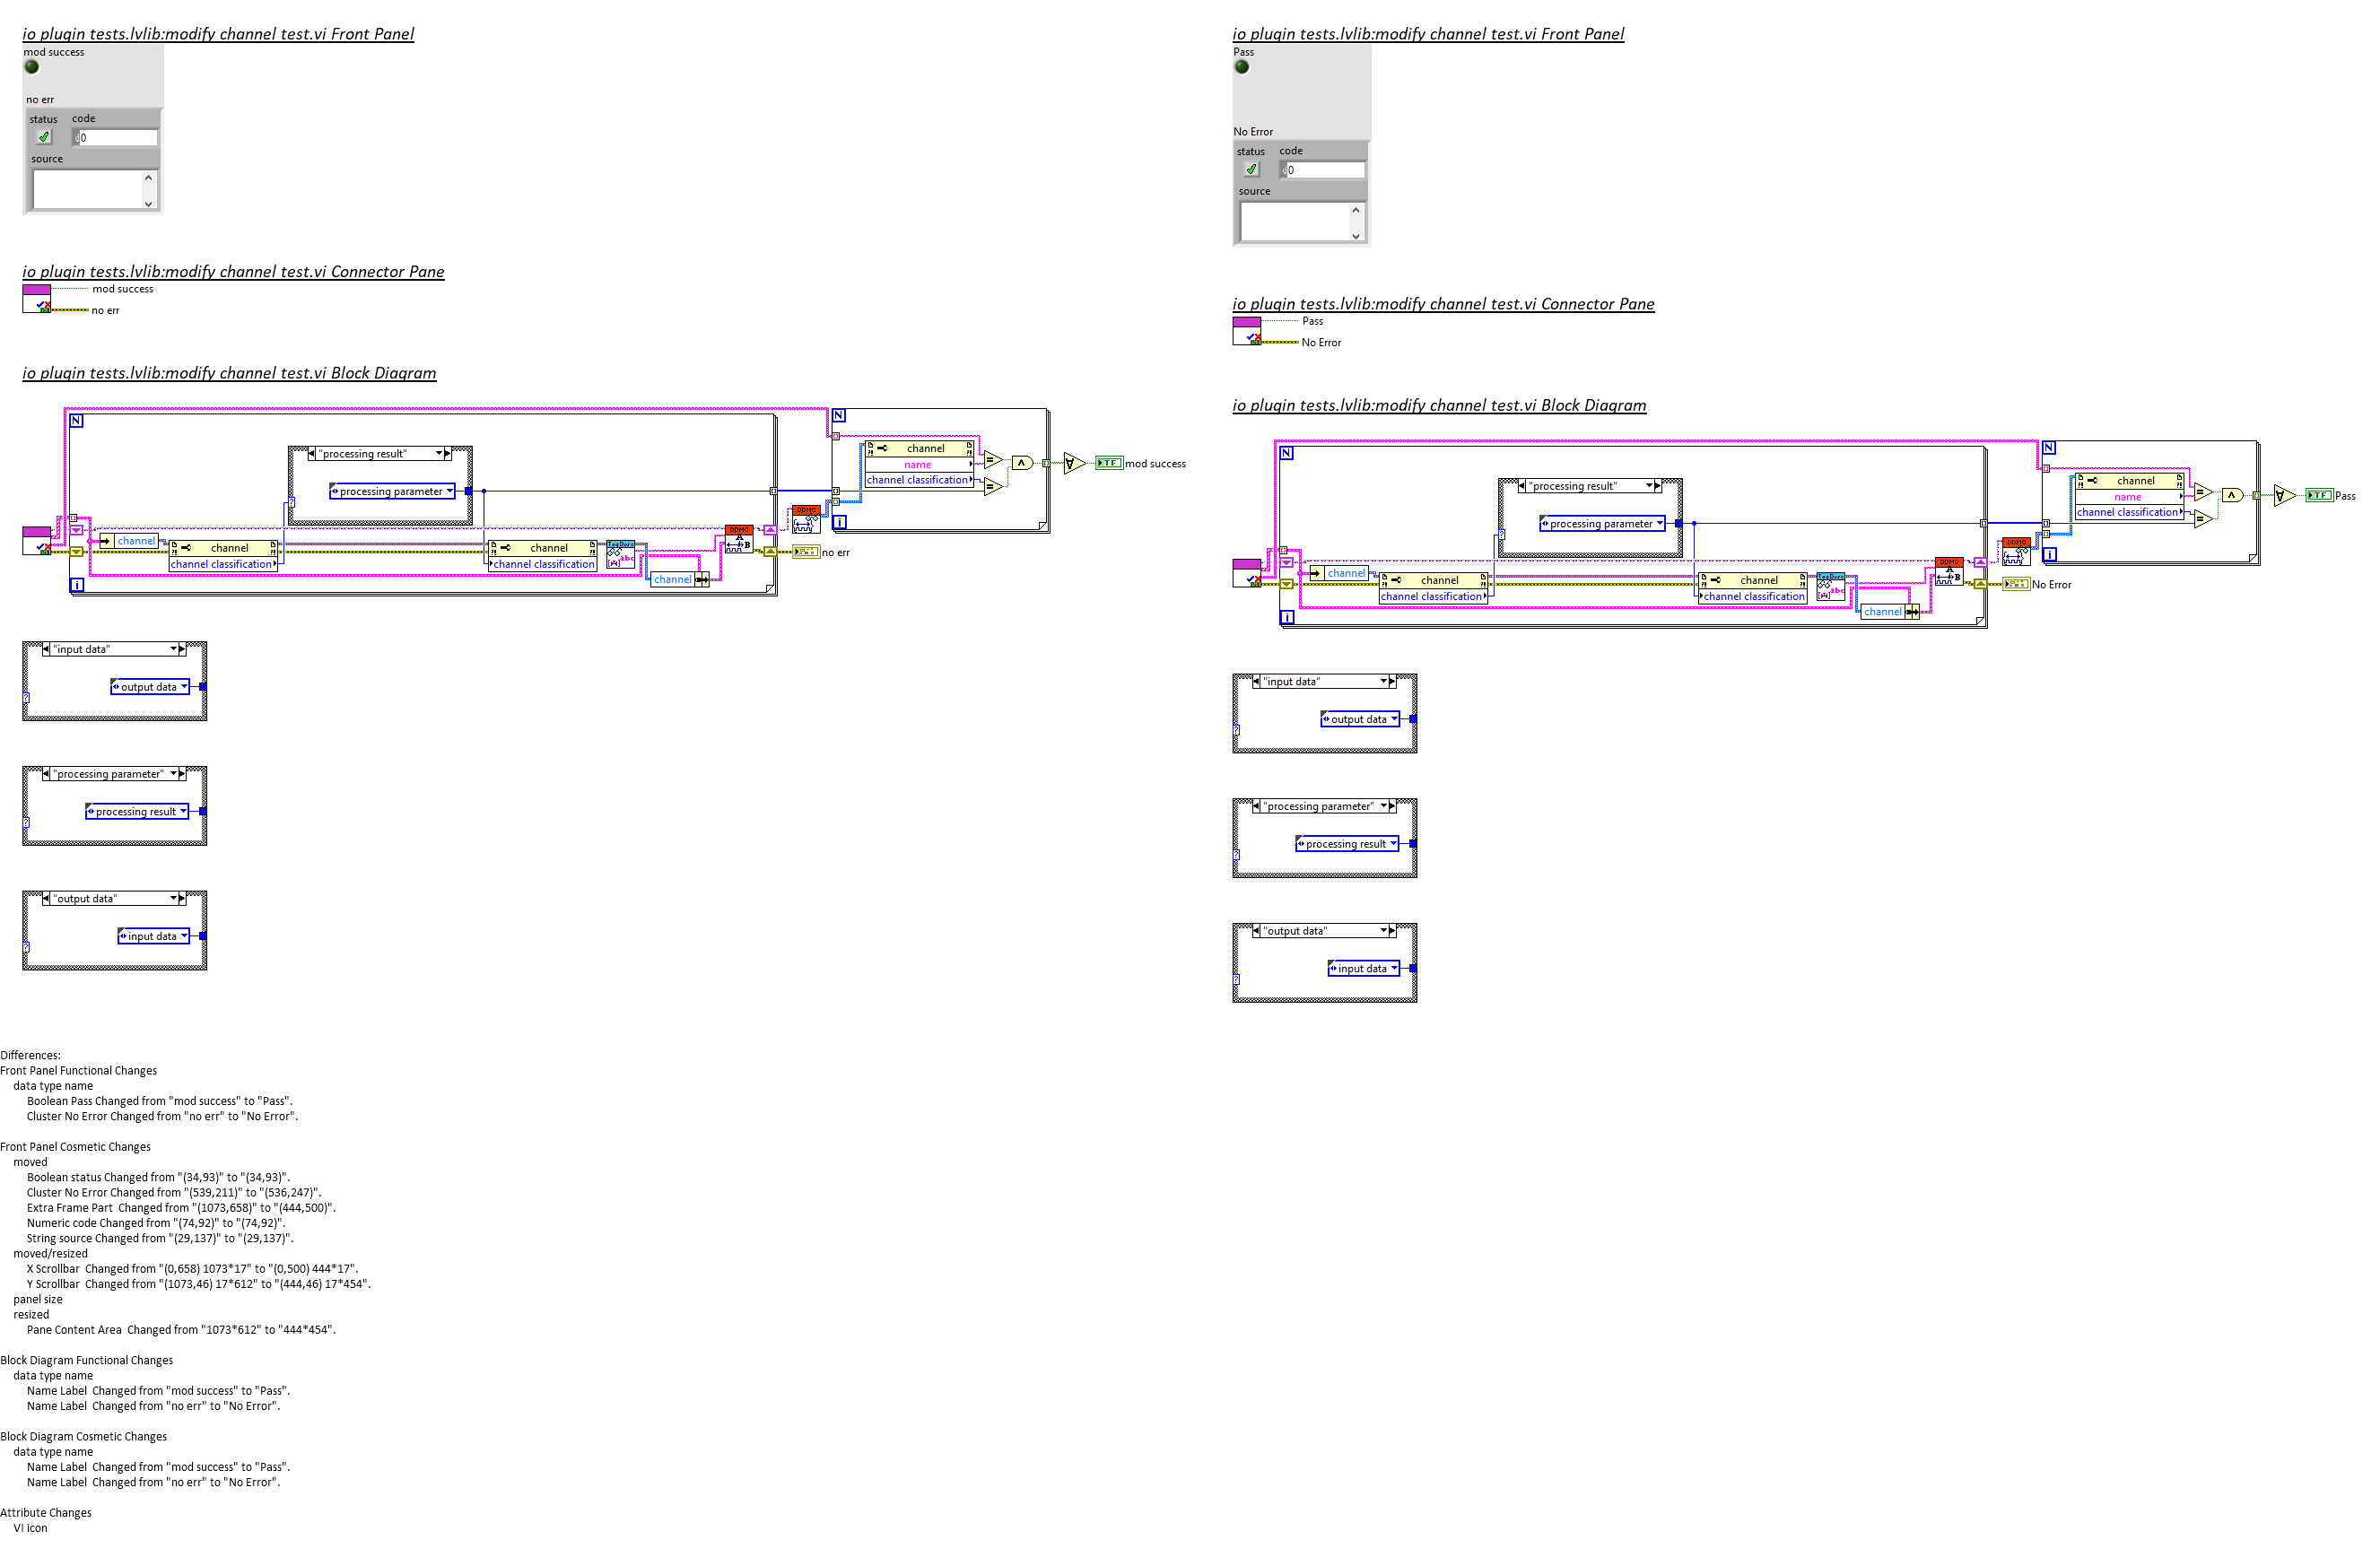 io plugin tests.lvlib:modify channel test.vi Front Panel
mod success
no err
status code
0
source
io plugin tests.lvlib:modify channel test.vi Connector Pane
mod success
no err
io plugin tests.lvlib:modify channel test.vi Block Diagram
N
N
"processing result"
channel
name
channel classification
mod success
processing parameter
i
DDMC
DDMC
channel
channel
channel classification
channel
channel classification
abc
A
B
no err
channel
i
"input data"
output data
"processing parameter"
processing result
"output data"
input data
io plugin tests.lvlib:modify channel test.vi Front Panel
Pass
No Error
status code
0
source
io plugin tests.lvlib:modify channel test.vi Connector Pane
Pass
No Error
io plugin tests.lvlib:modify channel test.vi Block Diagram
N
N
"processing result"
channel
name
channel classification
Pass
processing parameter
i
DDMC
DDMC
channel
channel
channel classification
channel
channel classification
abc
A
B
No Error
channel
i
"input data"
output data
"processing parameter"
processing result
"output data"
input data
Differences:
Front Panel Functional Changes
data type name
Boolean Pass Changed from "mod success" to "Pass".
Cluster No Error Changed from "no err" to "No Error".
Front Panel Cosmetic Changes
moved
Boolean status Changed from "(34,93)" to "(34,93)".
Cluster No Error Changed from "(539,211)" to "(536,247)".
Extra Frame Part  Changed from "(1073,658)" to "(444,500)".
Numeric code Changed from "(74,92)" to "(74,92)".
String source Changed from "(29,137)" to "(29,137)".
moved/resized
X Scrollbar  Changed from "(0,658) 1073*17" to "(0,500) 444*17".
Y Scrollbar  Changed from "(1073,46) 17*612" to "(444,46) 17*454".
panel size
resized
Pane Content Area  Changed from "1073*612" to "444*454".
Block Diagram Functional Changes
data type name
Name Label  Changed from "mod success" to "Pass".
Name Label  Changed from "no err" to "No Error".
Block Diagram Cosmetic Changes
data type name
Name Label  Changed from "mod success" to "Pass".
Name Label  Changed from "no err" to "No Error".
Attribute Changes
VI icon